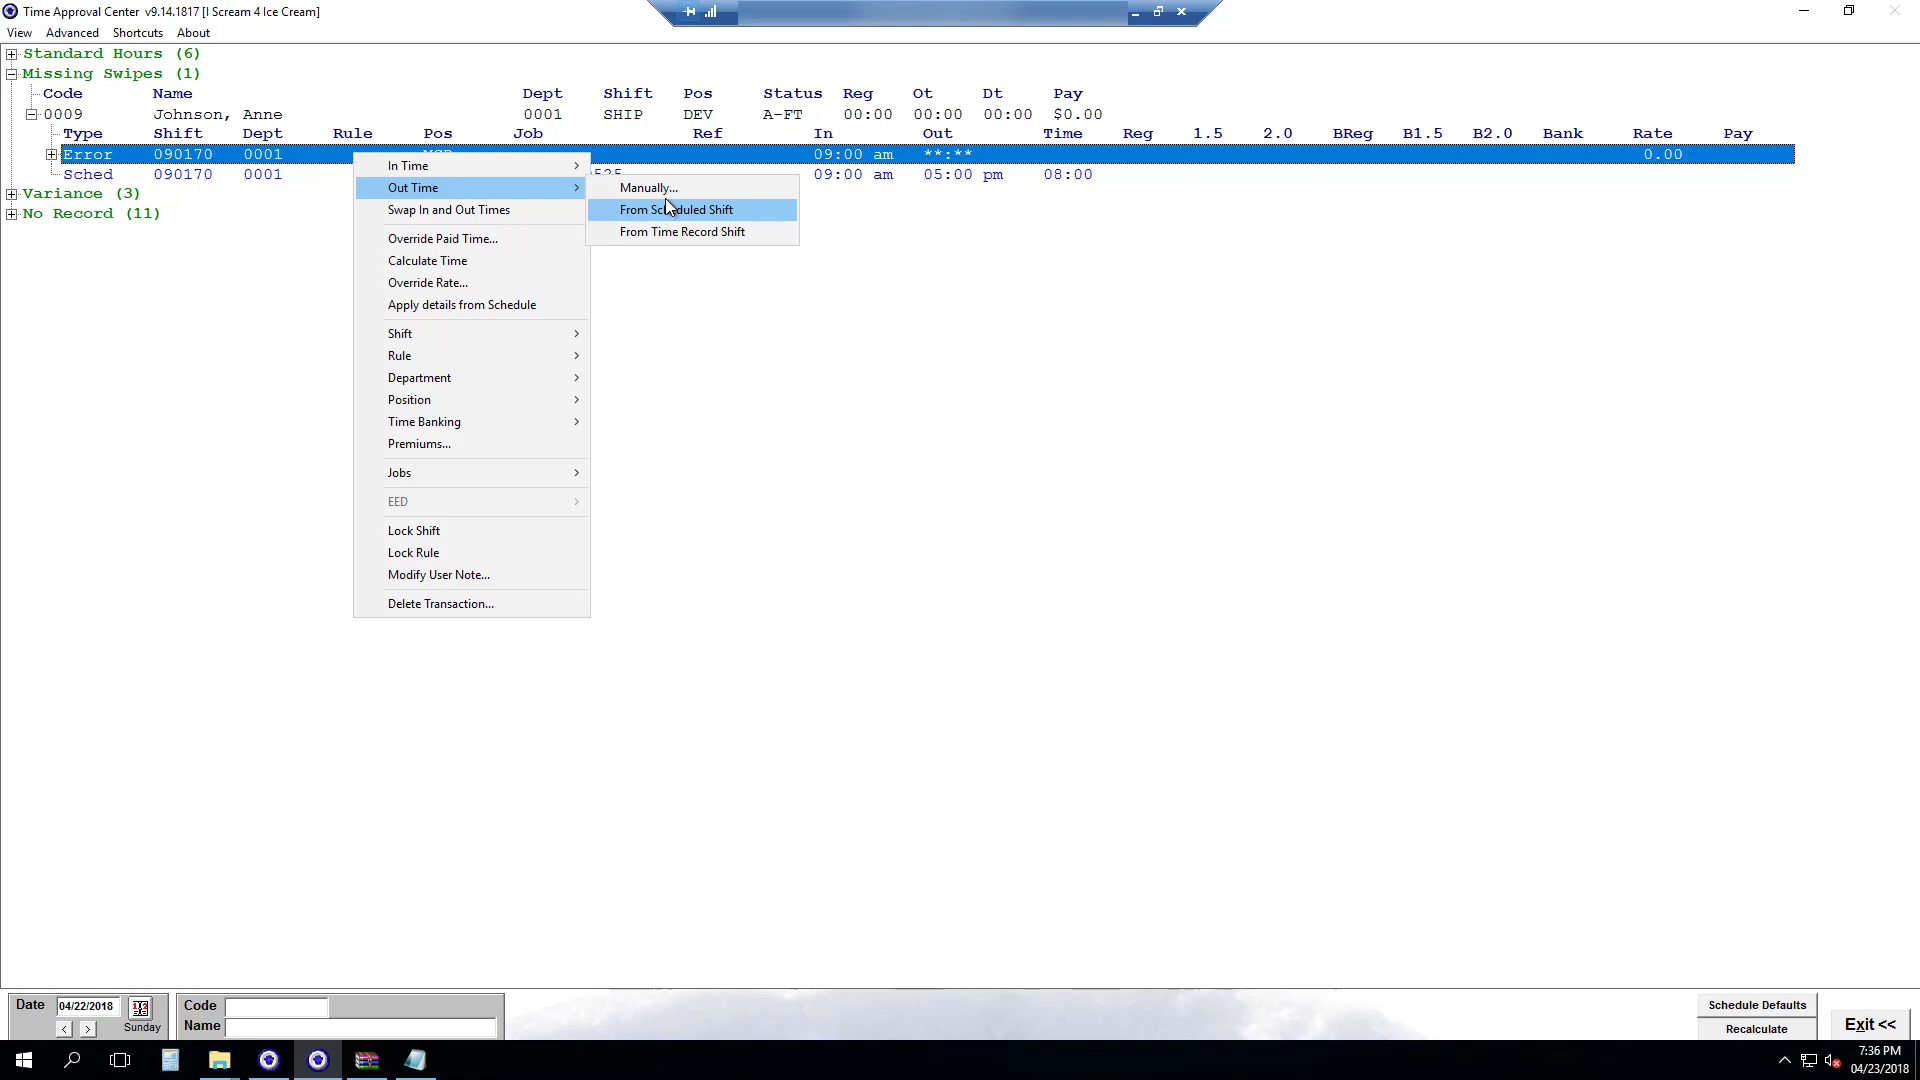 Time Approval Center v9.14.1817 [I Scream 4 Ice Cream]
View Advanced Shortcuts About
Standard Hours (6)
Missing Swipes (1)
Code Name Dept Shift Pos Status Reg Ot Dt Pay
0009 Johnson, Anne 0001 SHIP DEV A-FT 00:00 00:00 00:00 $0.00
Type Shift Dept Rule Pos Job Ref In Out Time Reg 1.5 2.0 BReg B1.5 B2.0 Bank Rate Pay
Error 090170 0001 09:00 am **:** 0.00
Sched 090170 0001 09:00 am 05:00 pm 08:00
Variance (3)
No Record (11)
In Time
Out Time
Swap In and Out Times
Override Paid Time...
Calculate Time
Override Rate...
Apply details from Schedule
Shift
Rule
Department
Position
Time Banking
Premiums...
Jobs
EED
Lock Shift
Lock Rule
Modify User Note...
Delete Transaction...
Manually...
From Scheduled Shift
From Time Record Shift
Date 04/22/2018
< > Sunday
Code
Name
Schedule Defaults
Recalculate
Exit <<
7:36 PM
04/23/2018